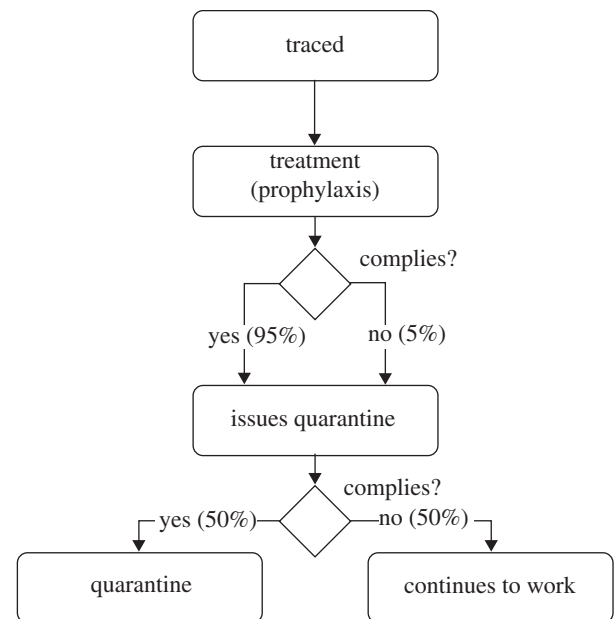 traced
treatment
(prophylaxis)
complies?
yes (95%)
no (5%)
issues quarantine
complies?
yes (50%)
no (50%)
quarantine
continues to work